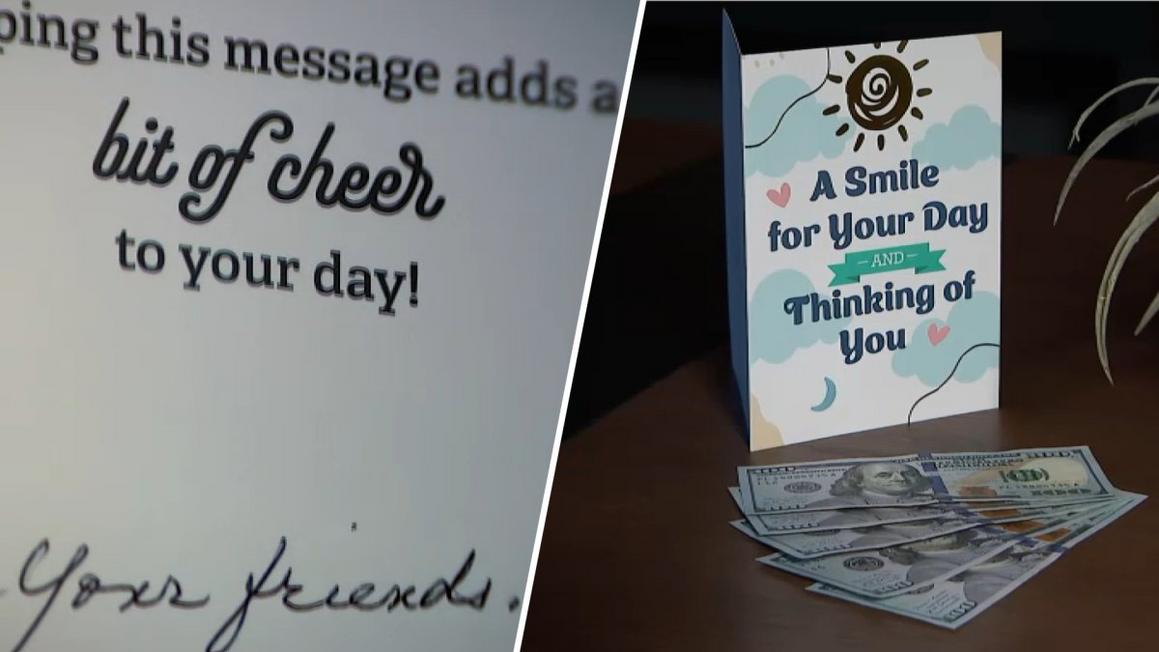 ping this message adds a
bit of cheer
to your day!
Your friends.
A Smile
for Your Day
AND
Thinking of
You